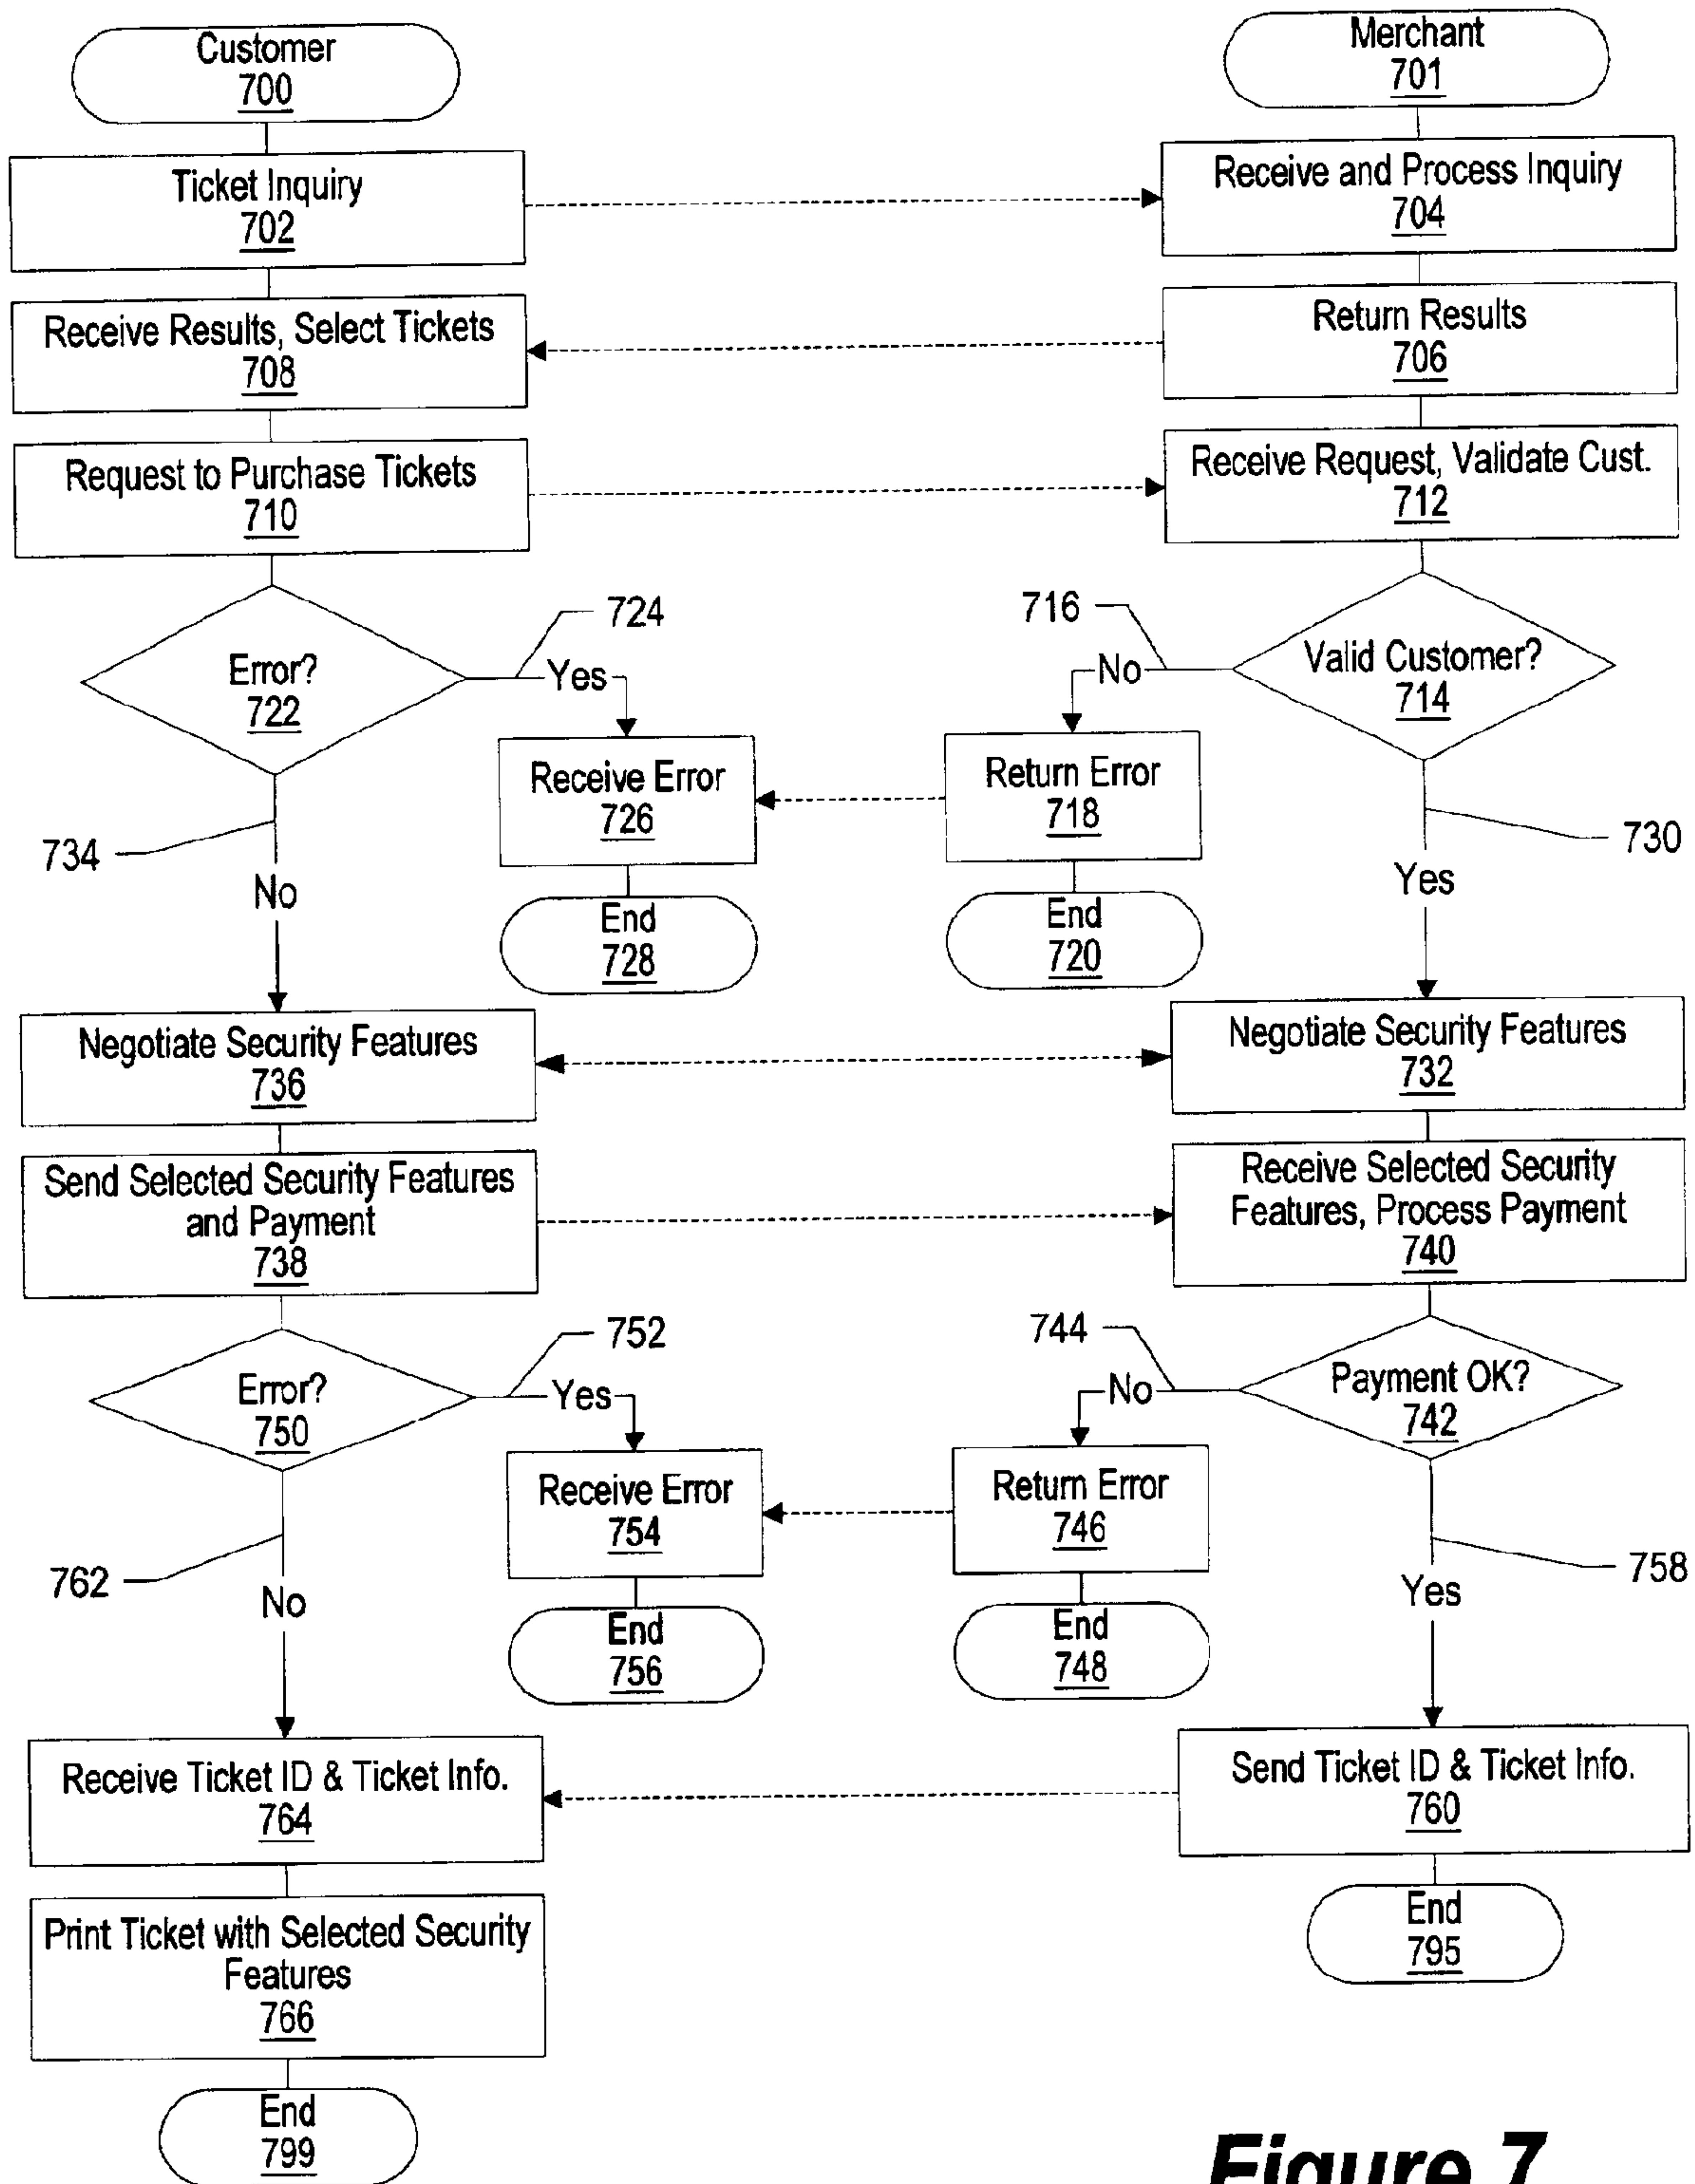 Customer
700
Merchant
701
Ticket Inquiry
702
Receive and Process Inquiry
704
Receive Results, Select Tickets
708
Return Results
706
Request to Purchase Tickets
710
Receive Request, Validate Cust.
712
724
716
Error?
722
Yes
No
Valid Customer?
714
Receive Error
726
Return Error
718
734
730
No
Yes
End
728
End
720
Negotiate Security Features
736
Negotiate Security Features
732
Send Selected Security Features
and Payment
738
Receive Selected Security
Features, Process Payment
740
752
744
Error?
750
Yes
No
Payment OK?
742
Receive Error
754
Return Error
746
762
758
No
Yes
End
756
End
748
Receive Ticket ID & Ticket Info.
764
Send Ticket ID & Ticket Info.
760
Print Ticket with Selected Security
Features
766
End
795
End
799
Figure 7